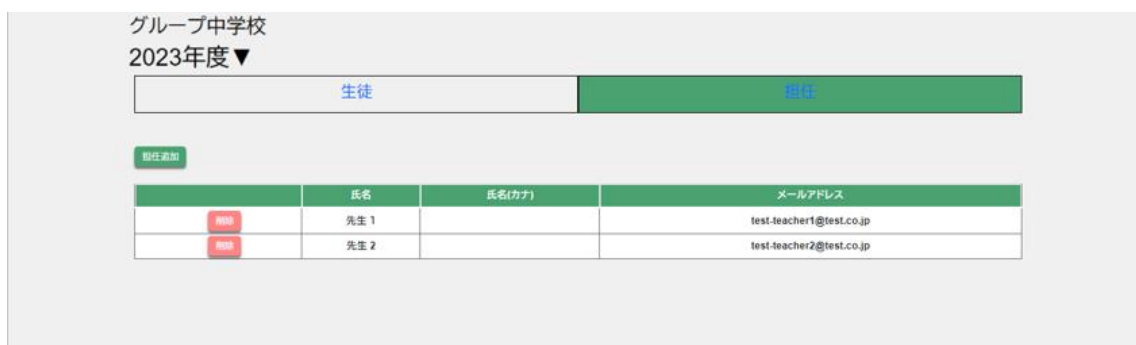 グループ中学校
2023年度▼
生徒 担任
担任追加
氏名 氏名(カナ) メールアドレス
削除 先生 1 test-teacher1@test.co.jp
削除 先生 2 test-teacher2@test.co.jp